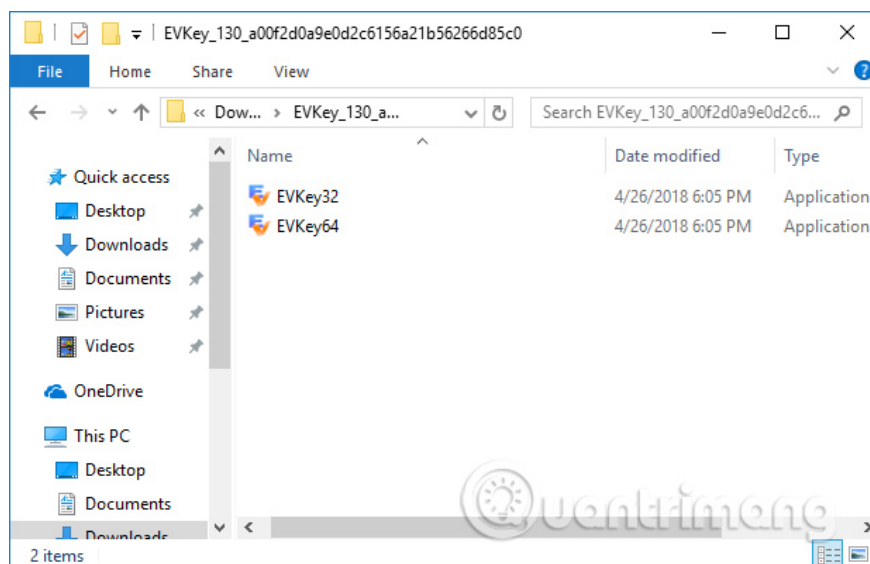 EVKey_130_a00f2d0a9e0d2c6156a21b56266d85c0
File Home Share View
« Dow... > EVKey_130_a... Search EVKey_130_a00f2d0a9e0d2c6...
Name Date modified Type
Quick access
Desktop
Downloads
Documents
Pictures
Videos
OneDrive
This PC
Desktop
Documents
Downloads
EVKey32 4/26/2018 6:05 PM Application
EVKey64 4/26/2018 6:05 PM Application
Quantrimang
2 items